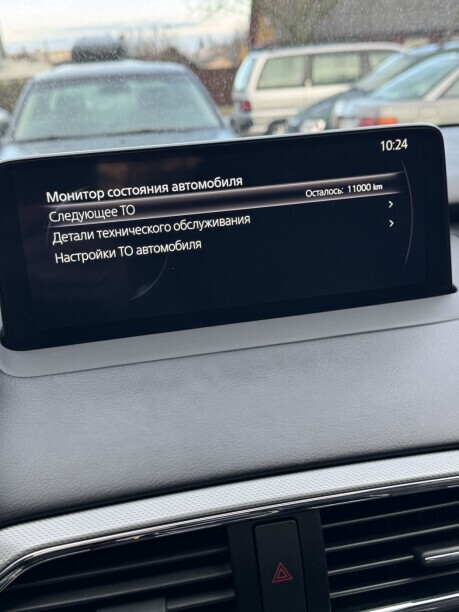 10:24
Монитор состояния автомобиля
Следующее ТО Осталось: 11000 km
Детали технического обслуживания
Настройки ТО автомобиля